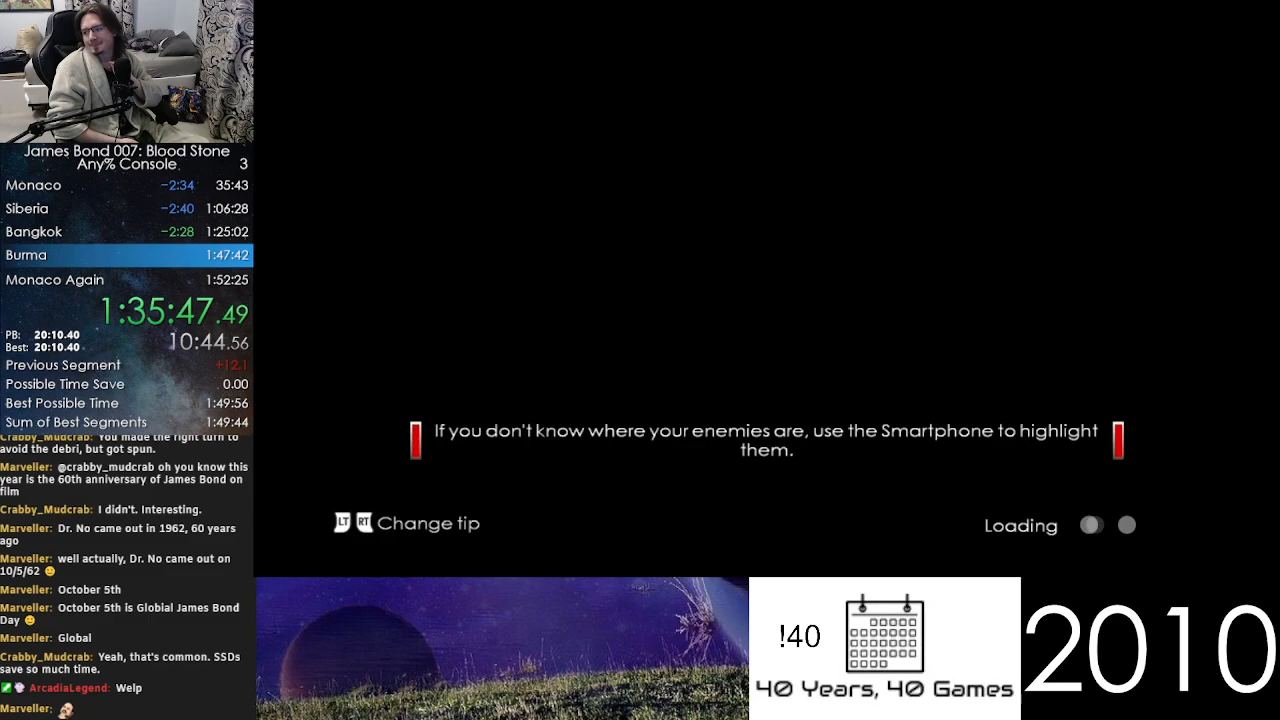 James Bond 007: Blood Stone
Any% Console 3
Monaco −2:34 35:43
Siberia −2:40 1:06:28
Bangkok −2:28 1:25:02
Burma 1:47:42
Monaco Again 1:52:25
1:35:47.49
PB: 20:10.40
Best: 20:10.40
10:44.56
Previous Segment +12.1
Possible Time Save 0.00
Best Possible Time 1:49:56
Sum of Best Segments 1:49:44
Crabby_Mudcrab: You made the right turn to
avoid the debri, but got spun.
Marveller: @crabby_mudcrab oh you know this
year is the 60th anniversary of James Bond on
film
Crabby_Mudcrab: I didn't. Interesting.
Marveller: Dr. No came out in 1962, 60 years
ago
Marveller: well actually, Dr. No came out on
10/5/62
Marveller: October 5th
Marveller: October 5th is Globial James Bond
Day
Marveller: Global
Crabby_Mudcrab: Yeah, that's common. SSDs
save so much time.
ArcadiaLegend: Welp
Marveller:
If you don't know where your enemies are, use the Smartphone to highlight
them.
LT RT Change tip
Loading
!40
40 Years, 40 Games
2010